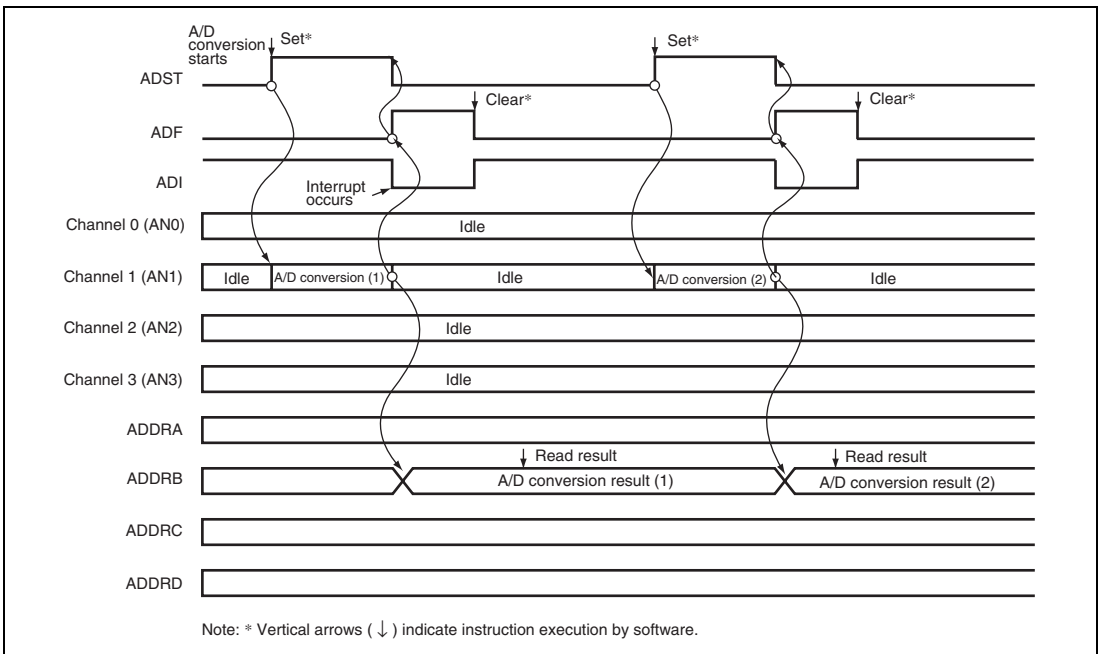 A/D
conversion
starts
Set*
Set*
ADST
Clear*
Clear*
ADF
ADI
Interrupt
occurs
Channel 0 (AN0)
Idle
Channel 1 (AN1)
Idle
A/D conversion (1)
Idle
A/D conversion (2)
Idle
Channel 2 (AN2)
Idle
Channel 3 (AN3)
Idle
ADDRA
Read result
Read result
ADDRB
A/D conversion result (1)
A/D conversion result (2)
ADDRC
ADDRD
Note: * Vertical arrows ( ↓ ) indicate instruction execution by software.